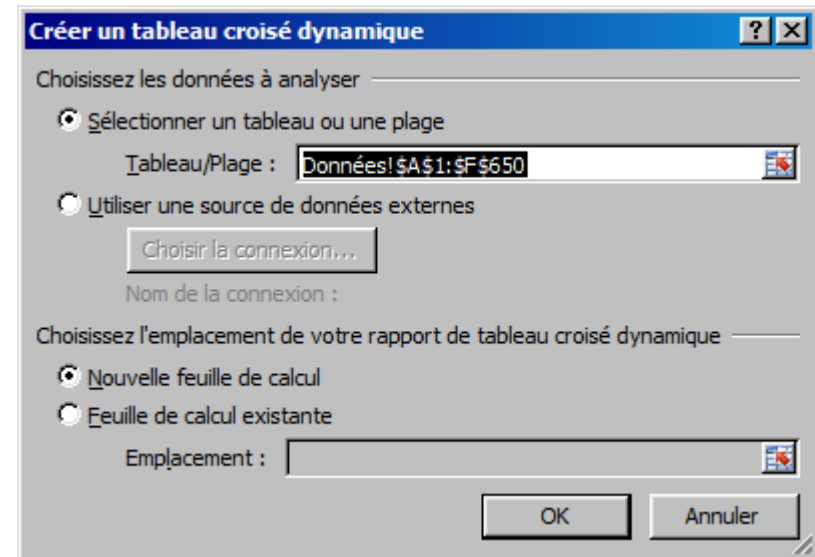 Créer un tableau croisé dynamique
Choisissez les données à analyser
Sélectionner un tableau ou une plage
Tableau/Plage : Données!$A$1:$F$650
Utiliser une source de données externes
Choisir la connexion...
Nom de la connexion :
Choisissez l'emplacement de votre rapport de tableau croisé dynamique
Nouvelle feuille de calcul
Feuille de calcul existante
Emplacement :
OK Annuler